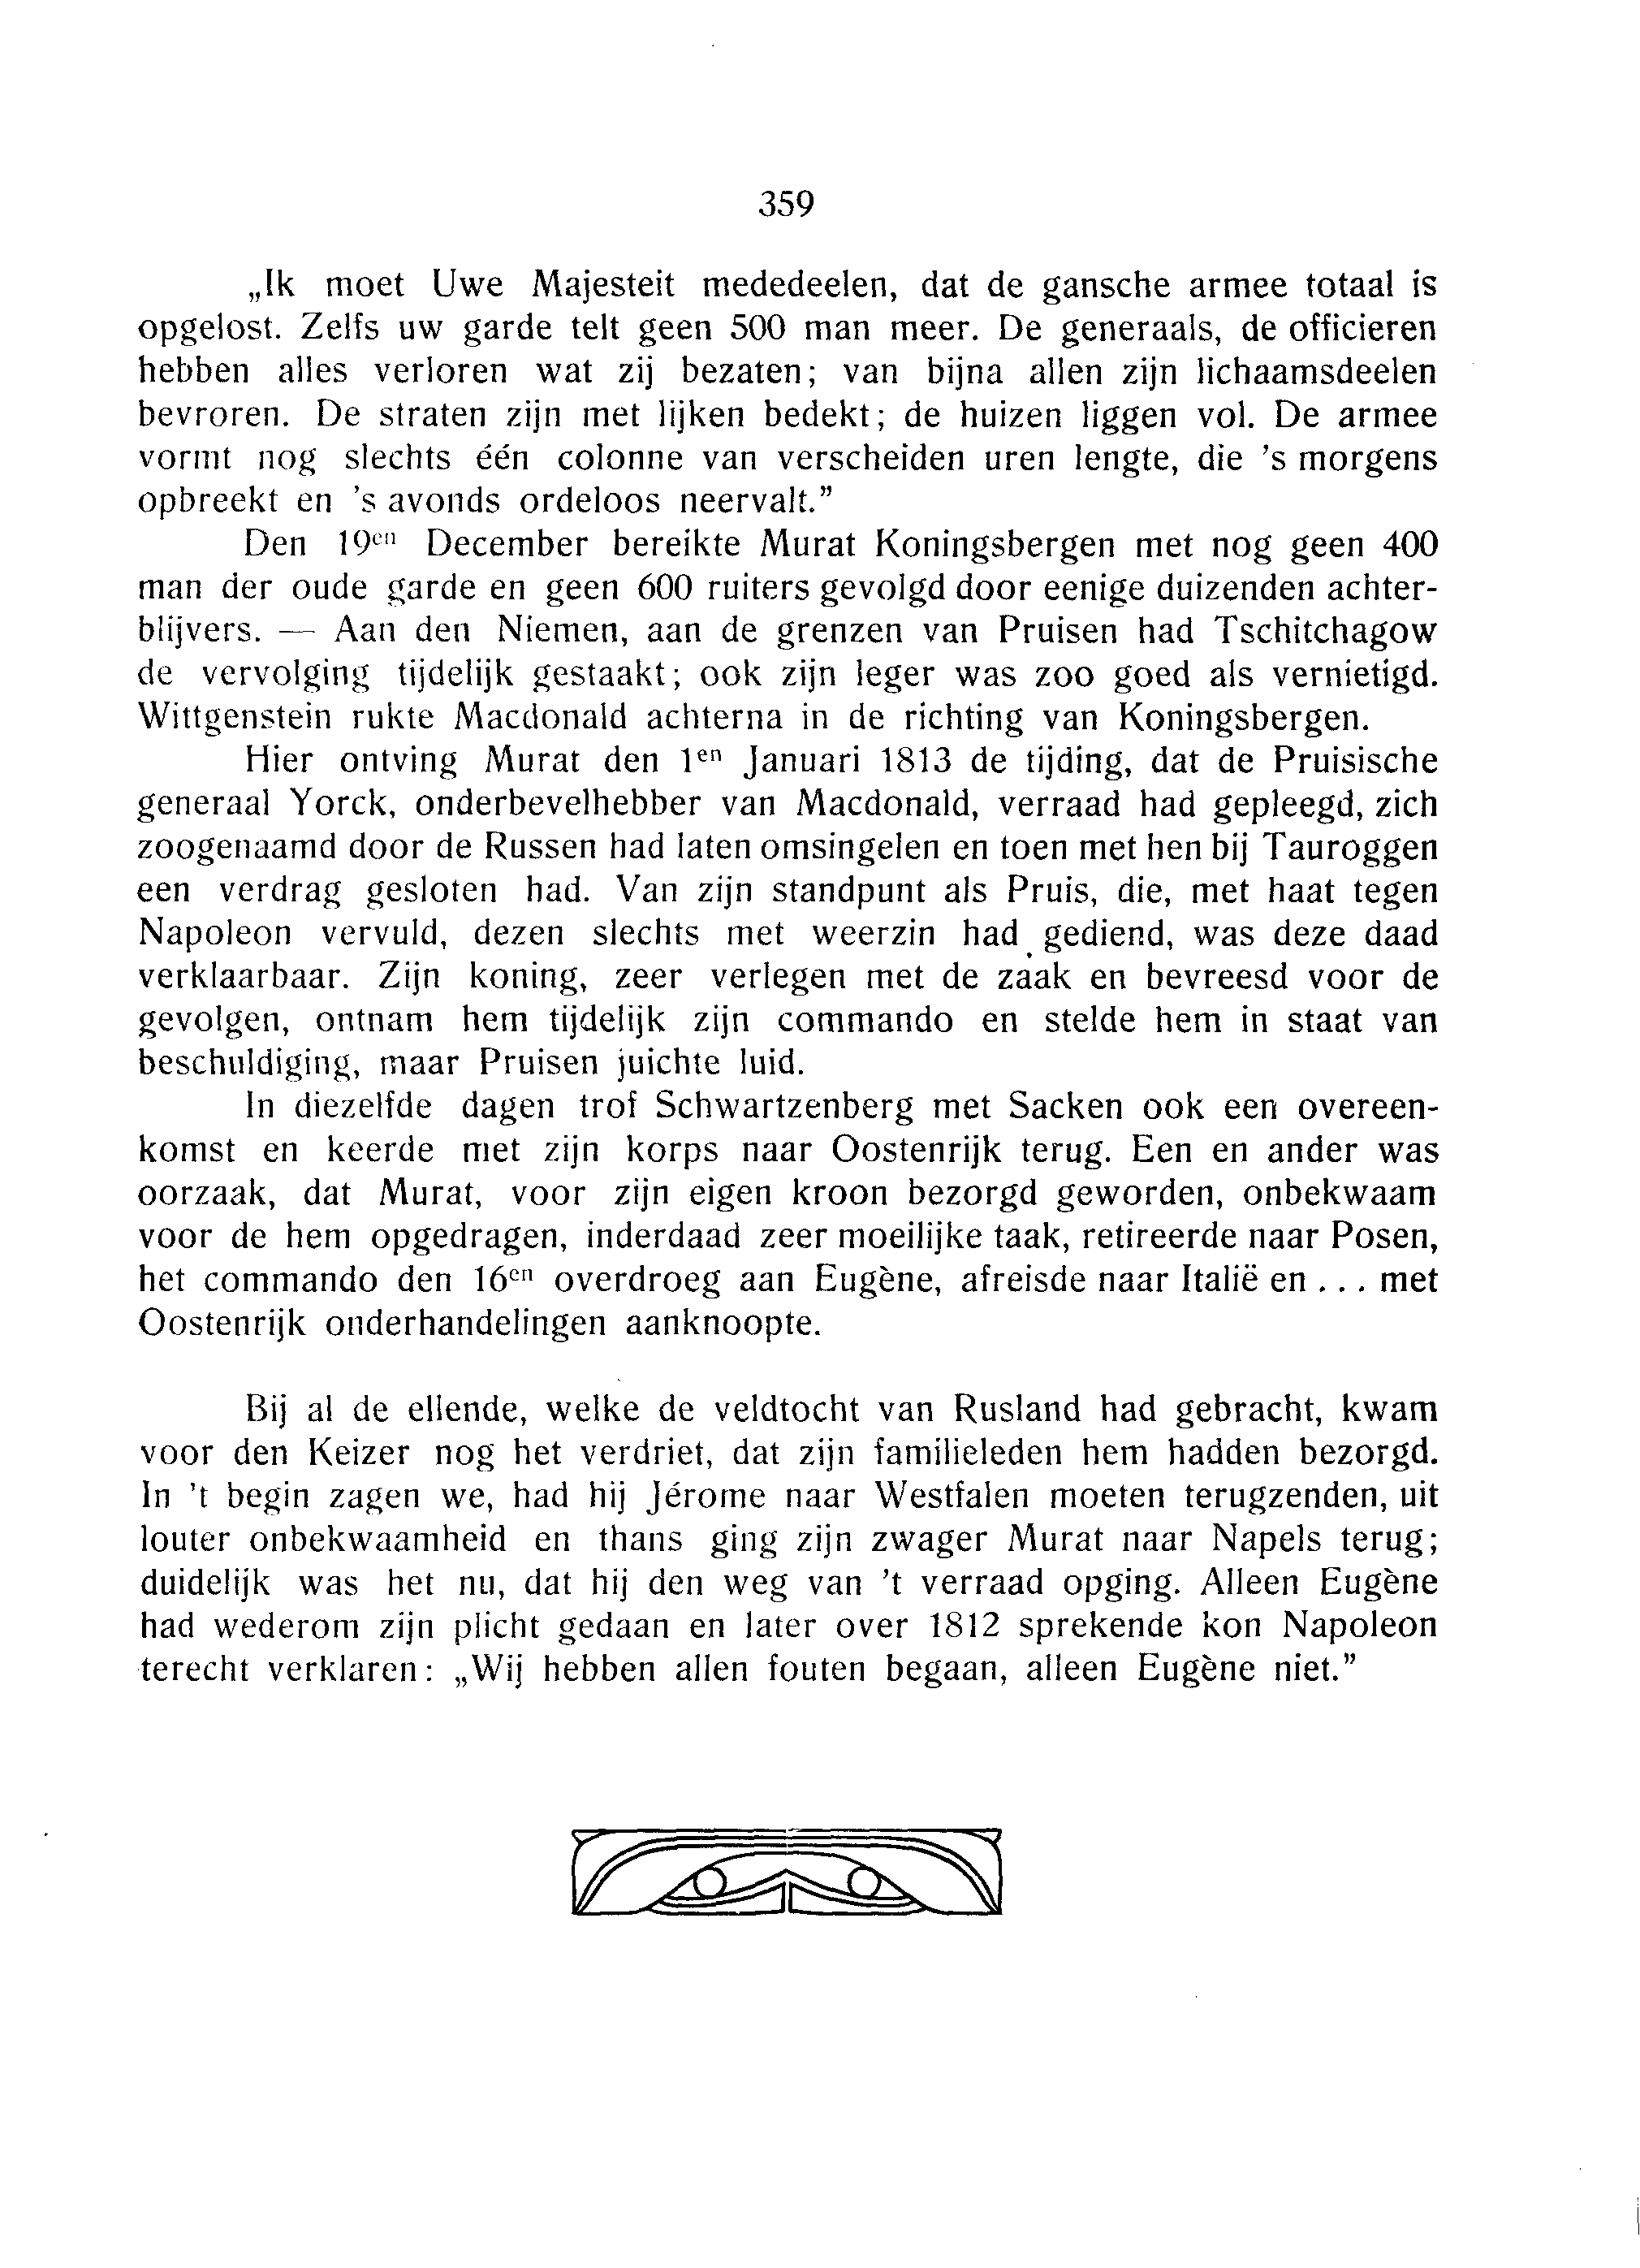 359
„Ik moet Uwe Majesteit mededeelen, dat de gansche armee totaal is
opgelost. Zelfs uw garde telt geen 500 man meer. De generaals, de officieren
hebben alles verloren wat zij bezaten; van bijna allen zijn lichaamsdeelen
bevroren. De straten zijn met lijken bedekt; de huizen liggen vol. De armee
vormt nog slechts één colonne van verscheiden uren lengte, die 's morgens
opbreekt en 's avonds ordeloos neervalt.”
Den 19en December bereikte Murat Koningsbergen met nog geen 400
man der oude garde en geen 600 ruiters gevolgd door eenige duizenden achter-
blijvers. — Aan den Niemen, aan de grenzen van Pruisen had Tschitchagow
de vervolging tijdelijk gestaakt; ook zijn leger was zoo goed als vernietigd.
Wittgenstein rukte Macdonald achterna in de richting van Koningsbergen.
Hier ontving Murat den 1en Januari 1813 de tijding, dat de Pruisische
generaal Yorck, onderbevelhebber van Macdonald, verraad had gepleegd, zich
zoogenaamd door de Russen had laten omsingelen en toen met hen bij Tauroggen
een verdrag gesloten had. Van zijn standpunt als Pruis, die, met haat tegen
Napoleon vervuld, dezen slechts met weerzin had gediend, was deze daad
verklaarbaar. Zijn koning, zeer verlegen met de zaak en bevreesd voor de
gevolgen, ontnam hem tijdelijk zijn commando en stelde hem in staat van
beschuldiging, maar Pruisen juichte luid.
In diezelfde dagen trof Schwartzenberg met Sacken ook een overeen-
komst en keerde met zijn korps naar Oostenrijk terug. Een en ander was
oorzaak, dat Murat, voor zijn eigen kroon bezorgd geworden, onbekwaam
voor de hem opgedragen, inderdaad zeer moeilijke taak, retireerde naar Posen,
het commando den 16en overdroeg aan Eugène, afreisde naar Italië en ... met
Oostenrijk onderhandelingen aanknoopte.
Bij al de ellende, welke de veldtocht van Rusland had gebracht, kwam
voor den Keizer nog het verdriet, dat zijn familieleden hem hadden bezorgd.
In 't begin zagen we, had hij Jérome naar Westfalen moeten terugzenden, uit
louter onbekwaamheid en thans ging zijn zwager Murat naar Napels terug;
duidelijk was het nu, dat hij den weg van 't verraad opging. Alleen Eugène
had wederom zijn plicht gedaan en later over 1812 sprekende kon Napoleon
terecht verklaren: „Wij hebben allen fouten begaan, alleen Eugène niet.”